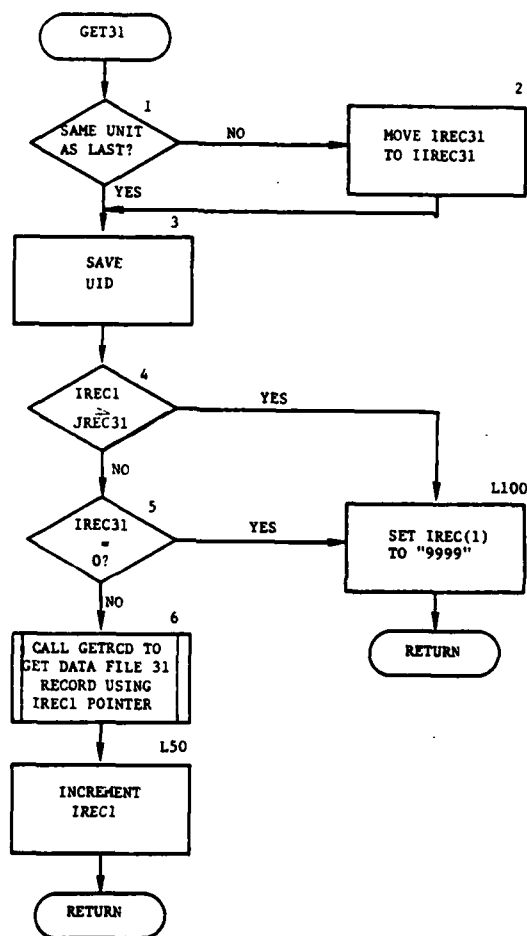 GET31
1
SAME UNIT
AS LAST?
NO
2
MOVE IREC31
TO IIREC31
YES
3
SAVE
UID
4
IREC1
≥
JREC31
YES
NO
5
IREC31
=
0?
YES
L100
SET IREC(1)
TO "9999"
NO
RETURN
6
CALL GETRCD TO
GET DATA FILE 31
RECORD USING
IREC1 POINTER
L50
INCREMENT
IREC1
RETURN